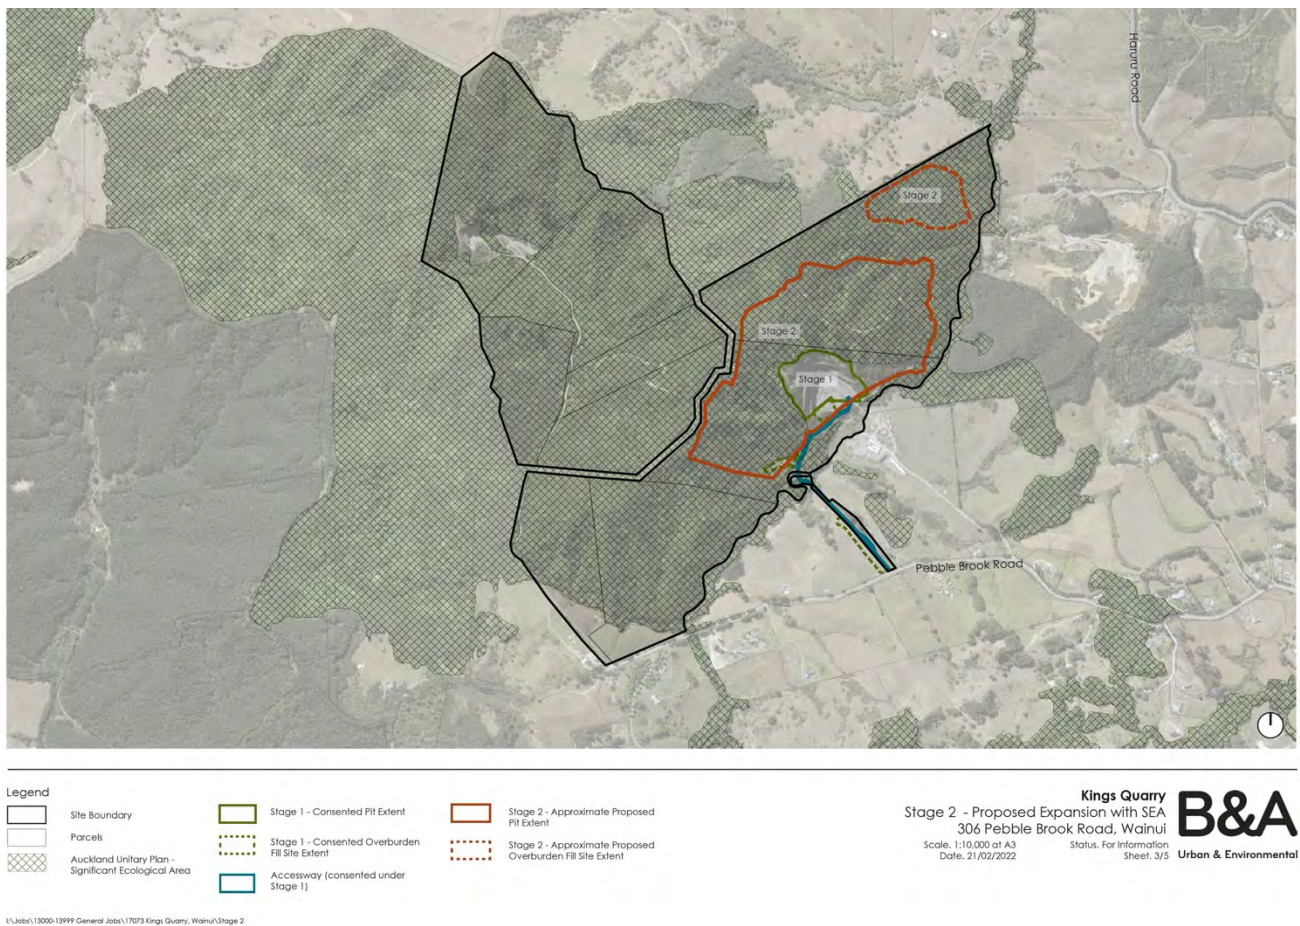 Haruru Road
Stage 2
Stage 2
Stage 1
Pebble Brook Road
Legend
Site Boundary
Parcels
Auckland Unitary Plan -
Significant Ecological Area
Stage 1 - Consented Pit Extent
Stage 1 - Consented Overburden
Fill Site Extent
Accessway (consented under
Stage 1)
Stage 2 - Approximate Proposed
Pit Extent
Stage 2 - Approximate Proposed
Overburden Fill Site Extent
Kings Quarry
Stage 2 - Proposed Expansion with SEA
306 Pebble Brook Road, Wainui
Scale. 1:10,000 at A3
Status. For Information
Date. 21/02/2022
Sheet. 3/5
B&A
Urban & Environmental
I:\Jobs\13000-13999 General Jobs\17073 Kings Quarry, Wainui\Stage 2